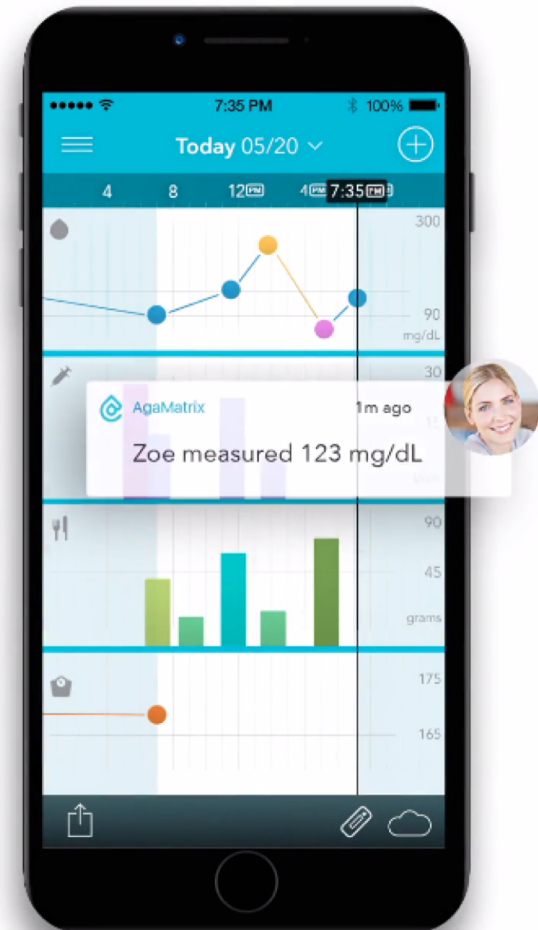 7:35 PM 100%
Today 05/20
4 8 12PM 4PM 7:35PM
300
90
mg/dL
30
AgaMatrix 1m ago
Zoe measured 123 mg/dL
90
45
grams
175
165